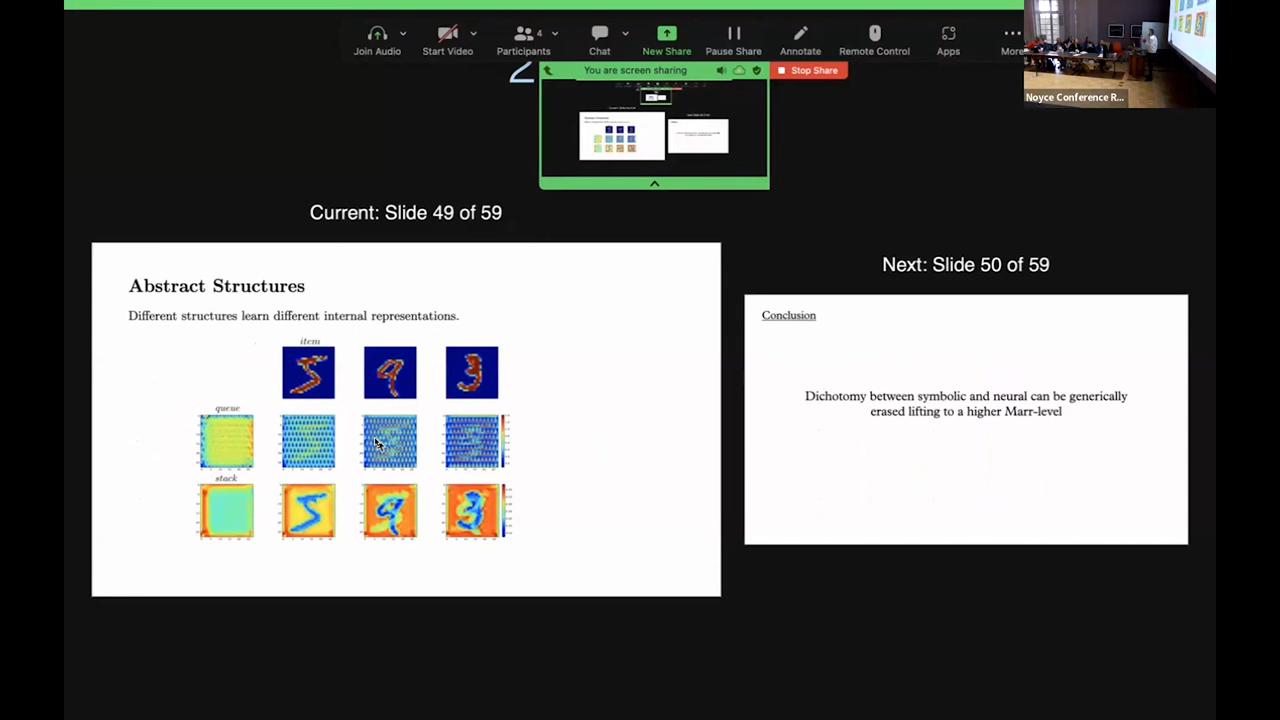 Join Audio
Start Video
4
Participants
Chat
New Share
Pause Share
Annotate
Remote Control
Apps
More
Noyce Conference R...
You are screen sharing
Stop Share
Current: Slide 49 of 59
Next: Slide 50 of 59
Abstract Structures
Different structures learn different internal representations.
item
queue
stack
Conclusion
Dichotomy between symbolic and neural can be generically
erased lifting to a higher Marr-level